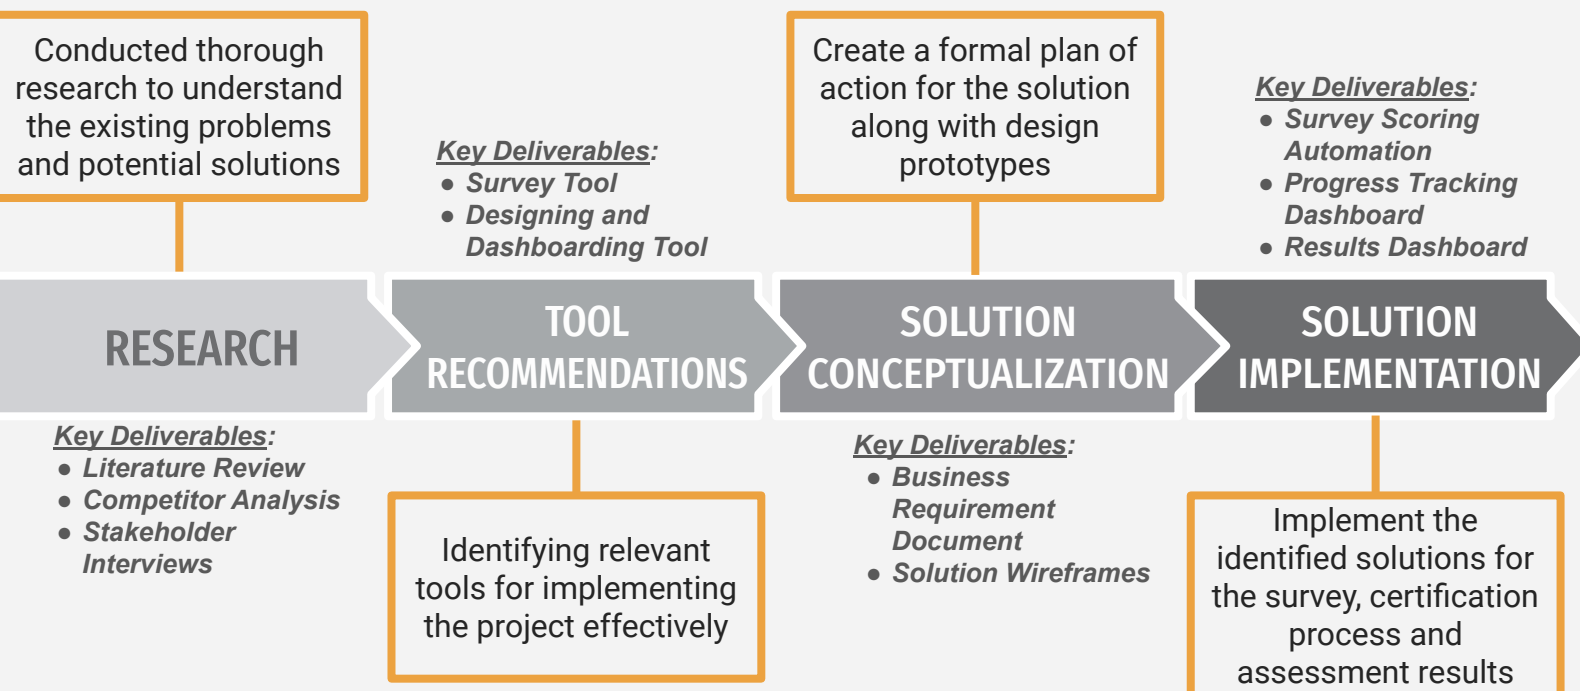 Conducted thorough
research to understand
the existing problems
and potential solutions
Key Deliverables:
● Survey Tool
● Designing and
Dashboarding Tool
Create a formal plan of
action for the solution
along with design
prototypes
Key Deliverables:
● Survey Scoring
Automation
● Progress Tracking
Dashboard
● Results Dashboard
RESEARCH
TOOL
RECOMMENDATIONS
SOLUTION
CONCEPTUALIZATION
SOLUTION
IMPLEMENTATION
Key Deliverables:
● Literature Review
● Competitor Analysis
● Stakeholder
Interviews
Identifying relevant
tools for implementing
the project effectively
Key Deliverables:
● Business
Requirement
Document
● Solution Wireframes
Implement the
identified solutions for
the survey, certification
process and
assessment results